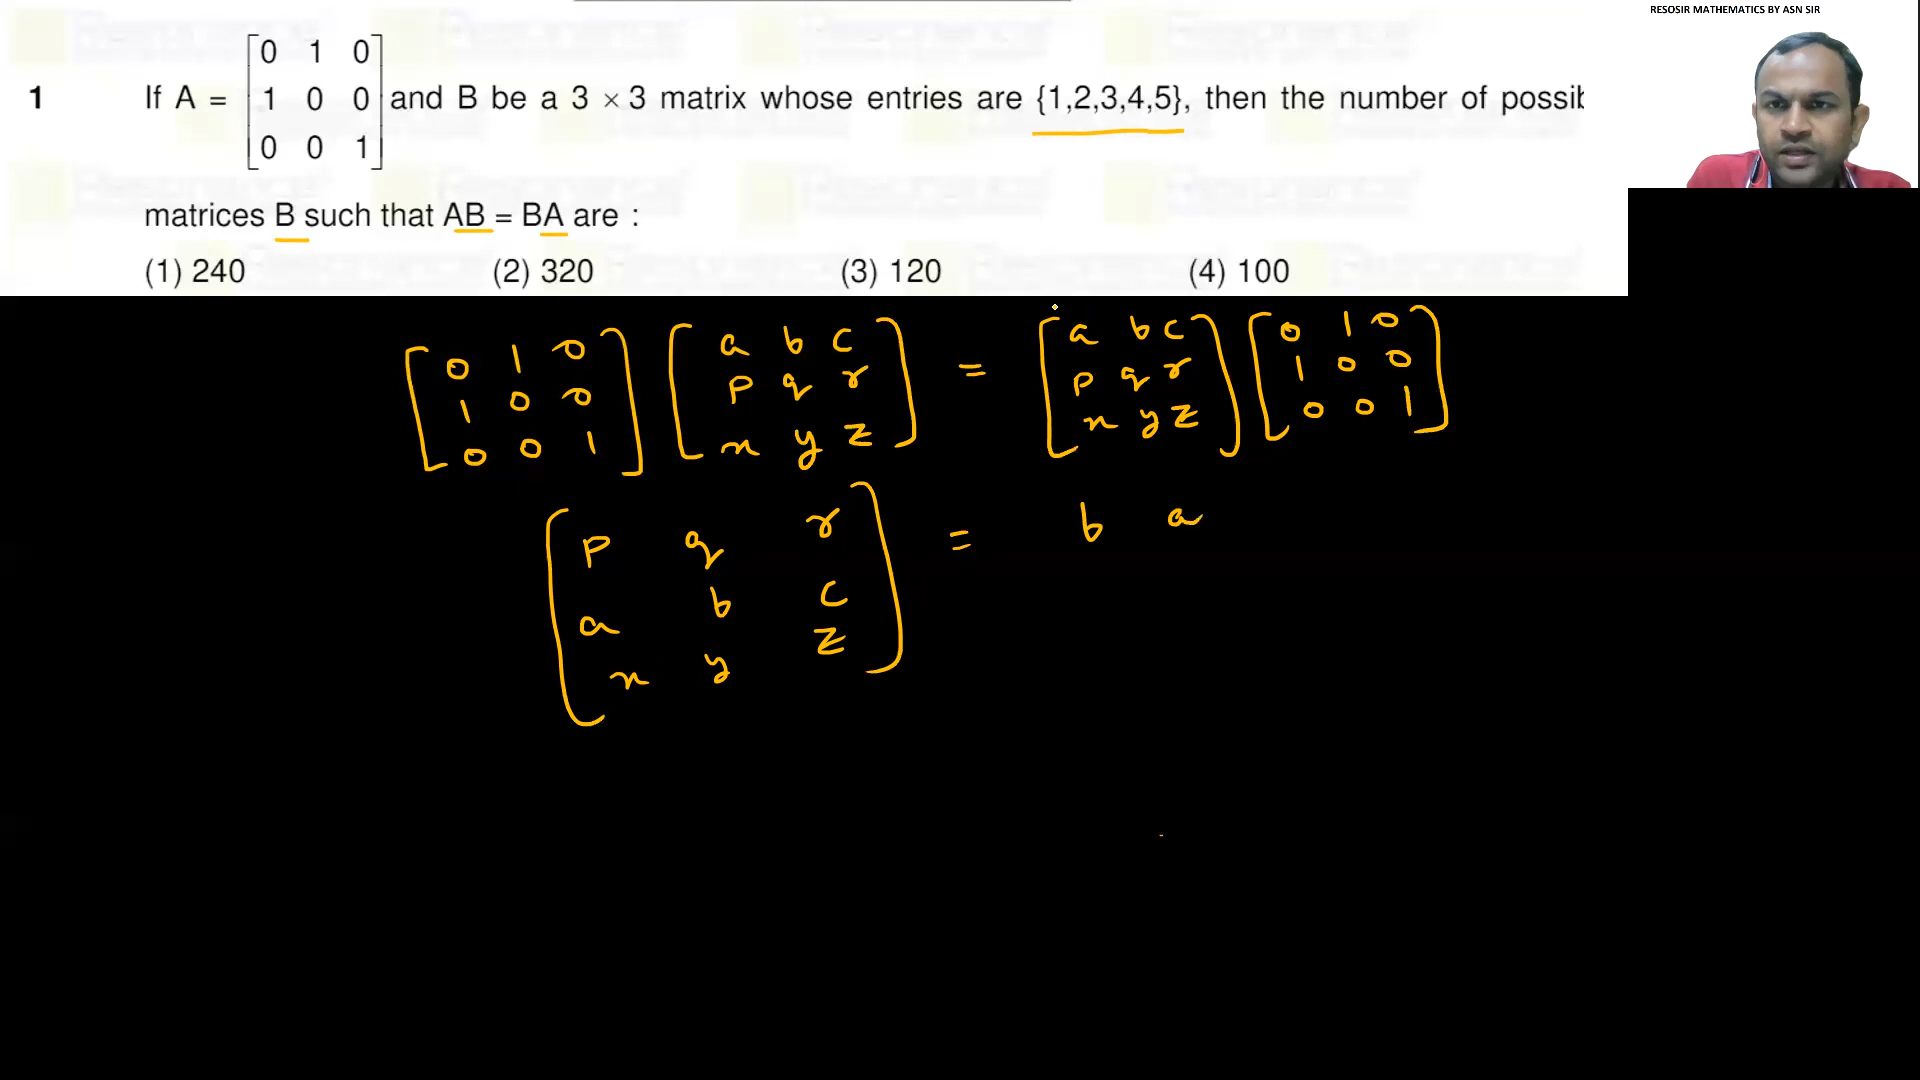 RESOSIR MATHEMATICS BY ASN SIR
0 1 0
1 If A = 1 0 0 and B be a 3 × 3 matrix whose entries are {1,2,3,4,5}, then the number of possib
0 0 1
matrices B such that AB = BA are :
(1) 240 (2) 320 (3) 120 (4) 100
0 1 0 a b c = a b c 0 1 0
1 0 0 p q r p q r 1 0 0
0 0 1 x y z x y z 0 0 1
p q r = b a
a b c
x y z